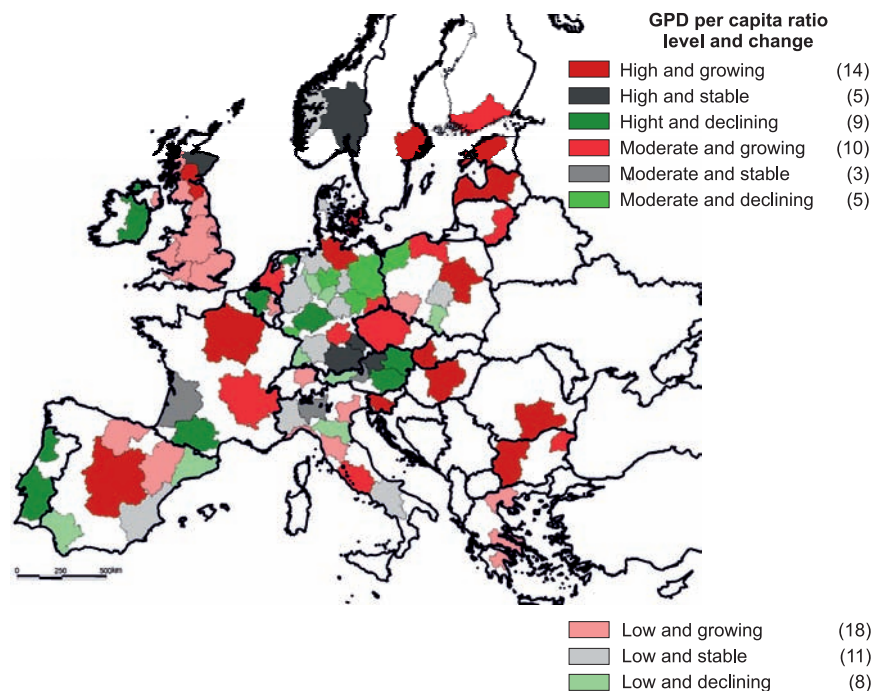 GPD per capita ratio
level and change
High and growing (14)
High and stable (5)
Hight and declining (9)
Moderate and growing (10)
Moderate and stable (3)
Moderate and declining (5)
0 250 500km
Low and growing (18)
Low and stable (11)
Low and declining (8)